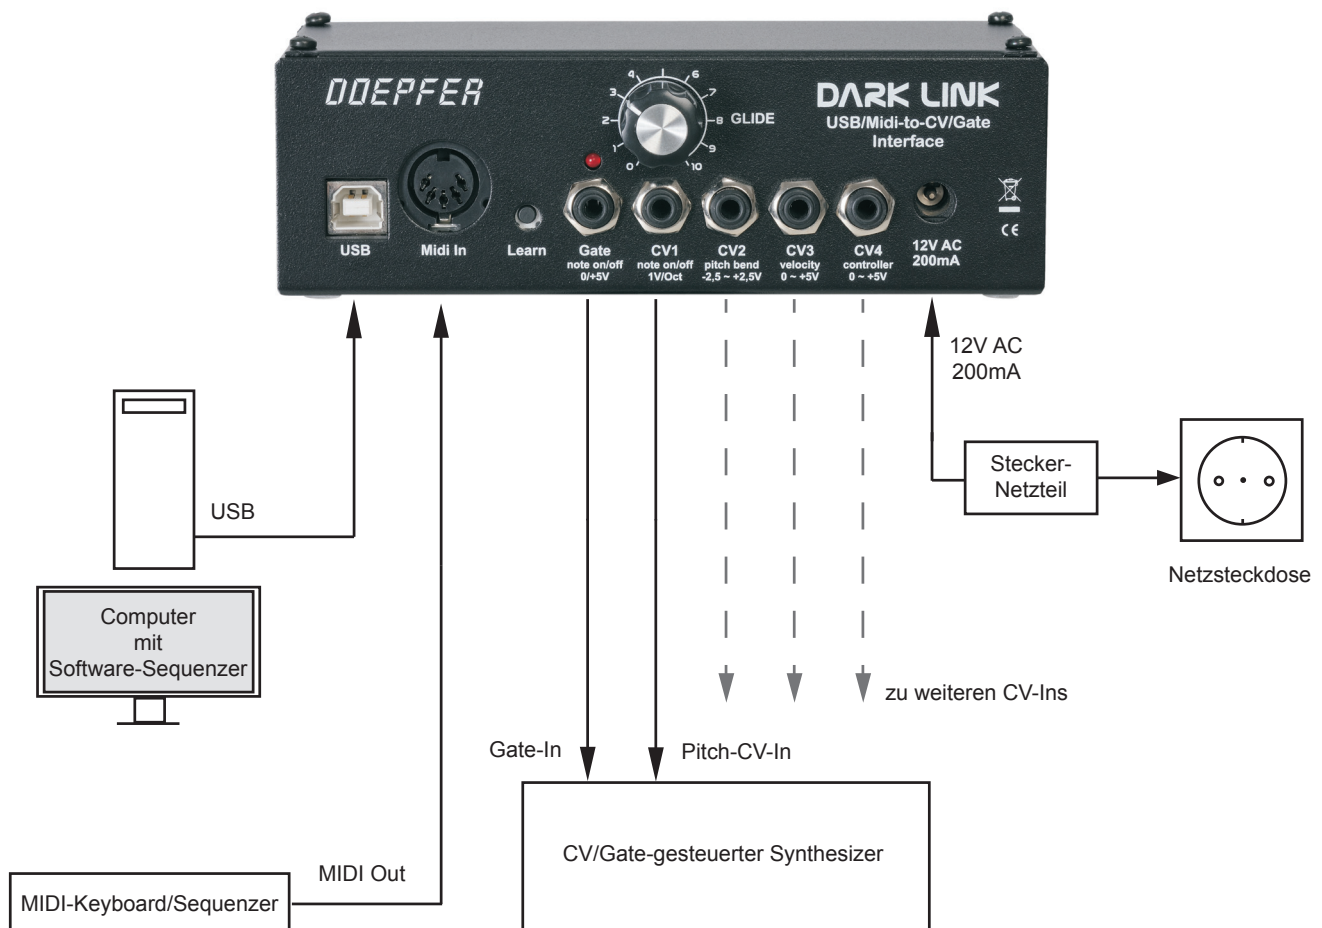 DOEPFER
DARK LINK
USB/Midi-to-CV/Gate
Interface
0
1
2
3
4
6
7
8
9
10
GLIDE
USB
Midi In
Learn
Gate
note on/off
0/+5V
CV1
note on/off
1V/Oct
CV2
pitch bend
-2,5 ~ +2,5V
CV3
velocity
0 ~ +5V
CV4
controller
0 ~ +5V
12V AC
200mA
CE
12V AC
200mA
Stecker-
Netzteil
Netzsteckdose
USB
Computer
mit
Software-Sequenzer
zu weiteren CV-Ins
Gate-In
Pitch-CV-In
CV/Gate-gesteuerter Synthesizer
MIDI Out
MIDI-Keyboard/Sequenzer